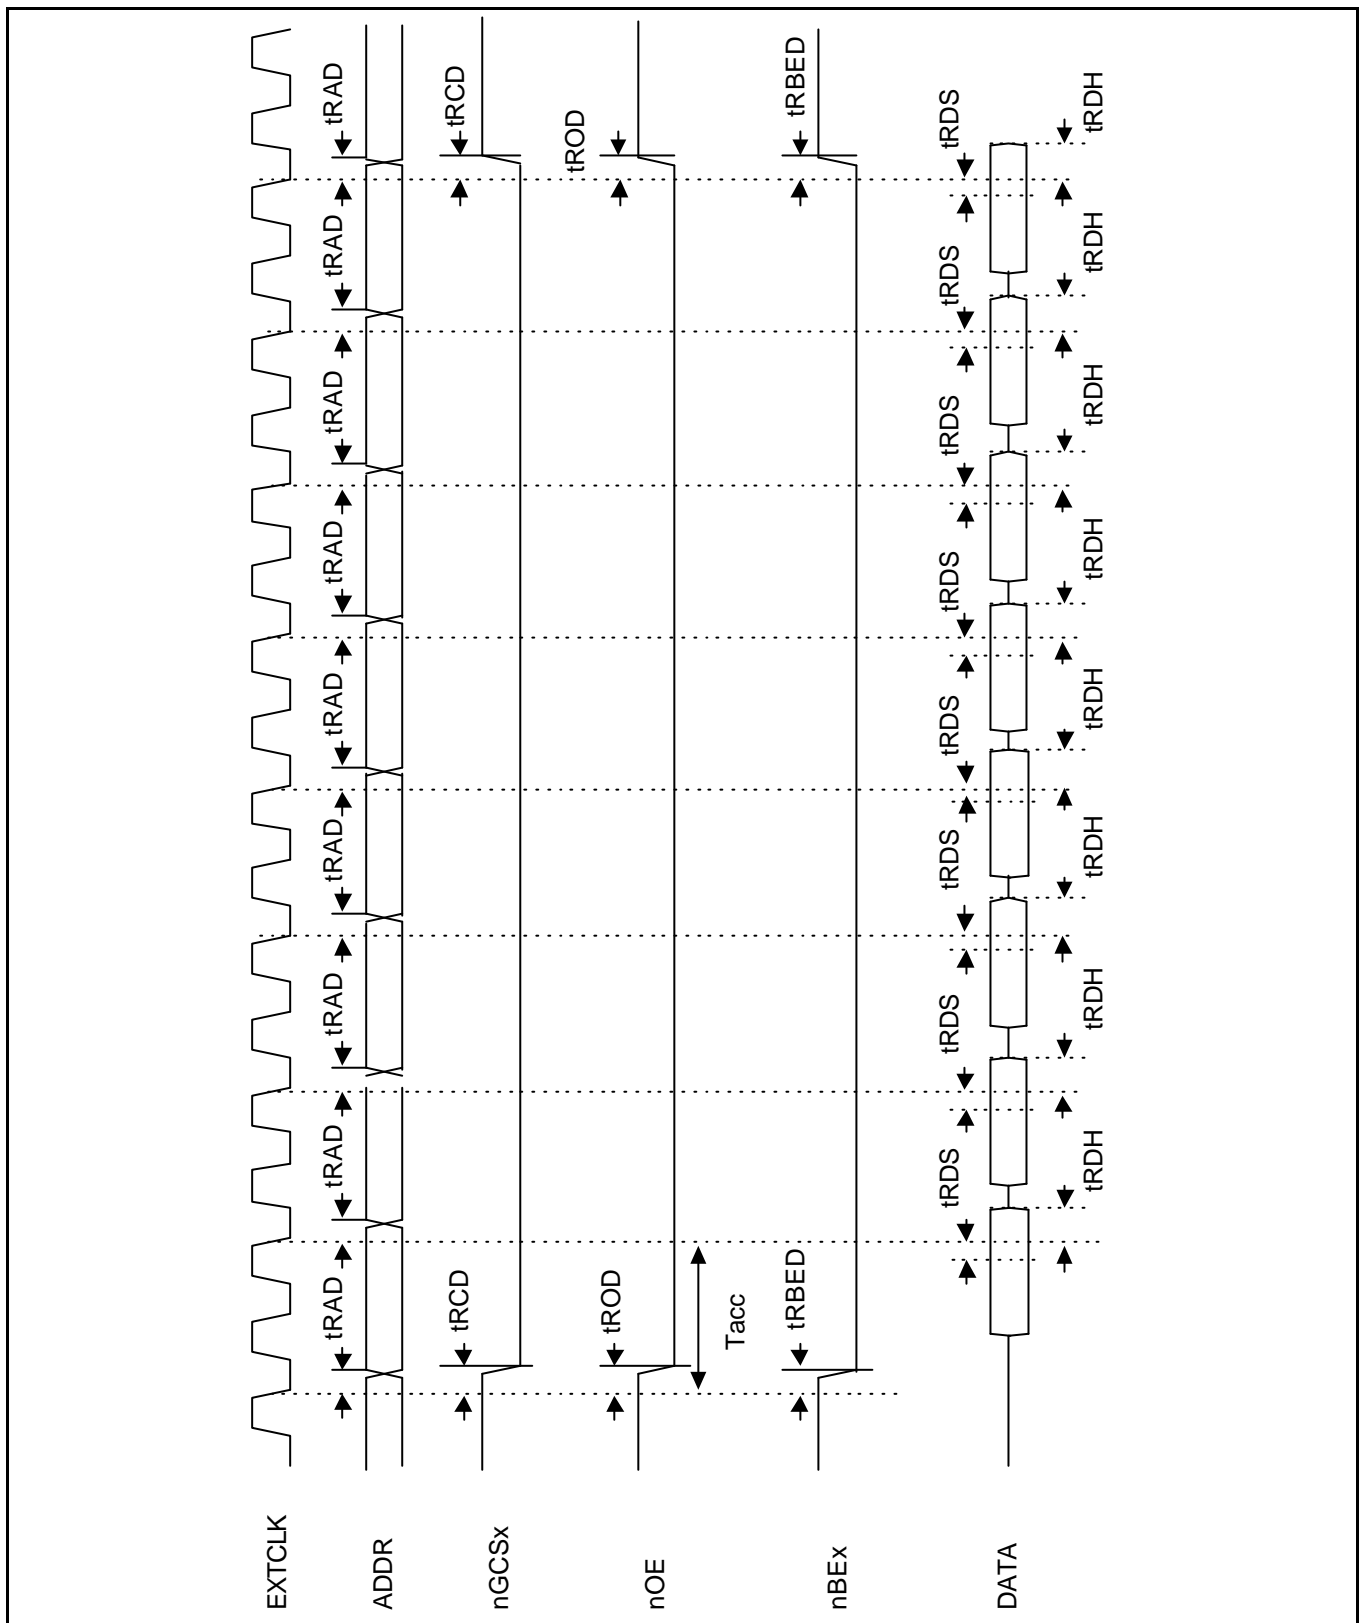 EXTCLK
tRAD tRAD tRAD tRAD tRAD tRAD tRAD tRAD tRAD
ADDR
tRCD tRCD
nGCSx
tROD tROD
nOE
Tacc
tRBED tRBED
nBEx
tRDS tRDS tRDS tRDS tRDS tRDS tRDS tRDS
DATA
tRDH tRDH tRDH tRDH tRDH tRDH tRDH tRDH